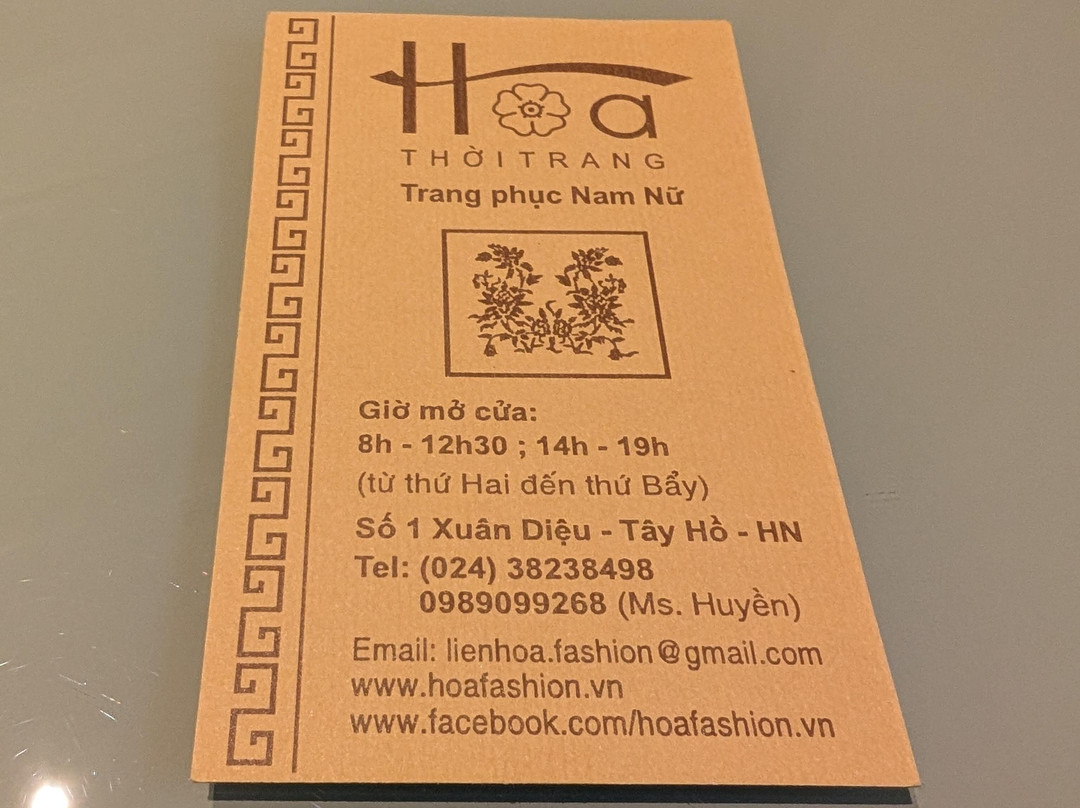 Hoa
THỜI TRANG
Trang phục Nam Nữ
Giờ mở cửa:
8h - 12h30 ; 14h - 19h
(từ thứ Hai đến thứ Bẩy)
Số 1 Xuân Diệu - Tây Hồ - HN
Tel: (024) 38238498
0989099268 (Ms. Huyền)
Email: lienhoa.fashion@gmail.com
www.hoafashion.vn
www.facebook.com/hoafashion.vn